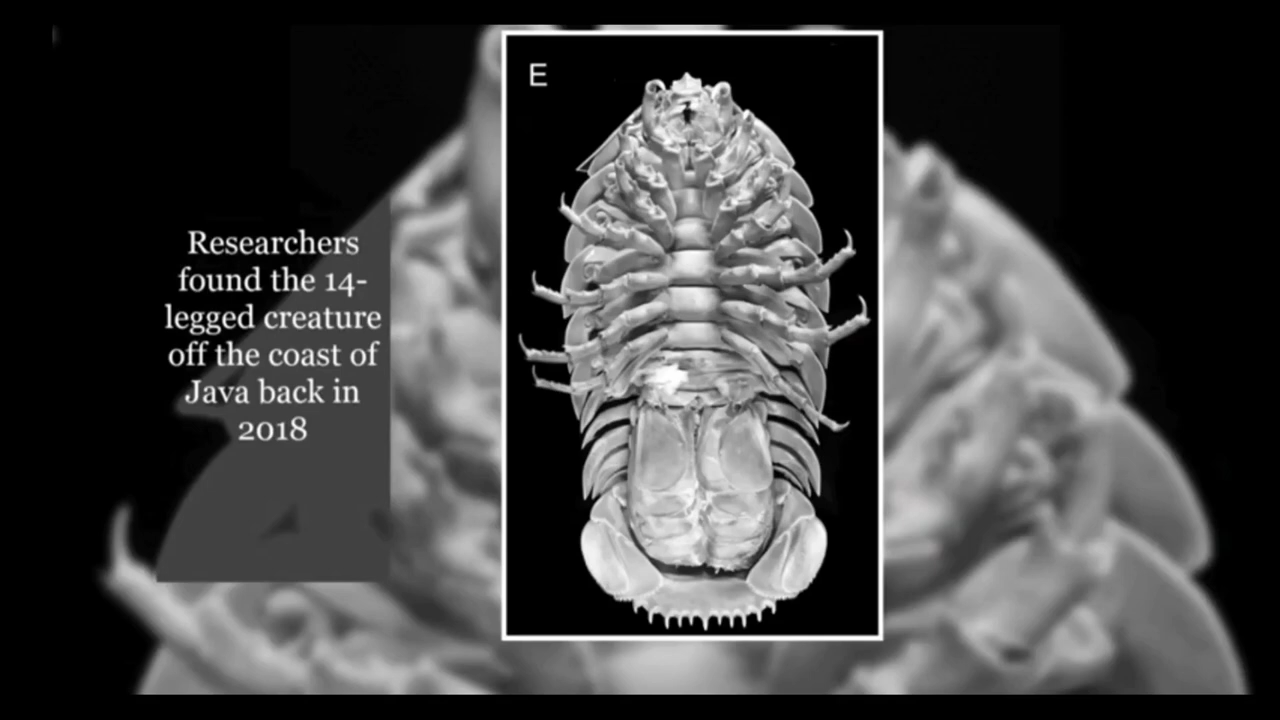 Researchers
found the 14-
legged creature
off the coast of
Java back in
2018
E